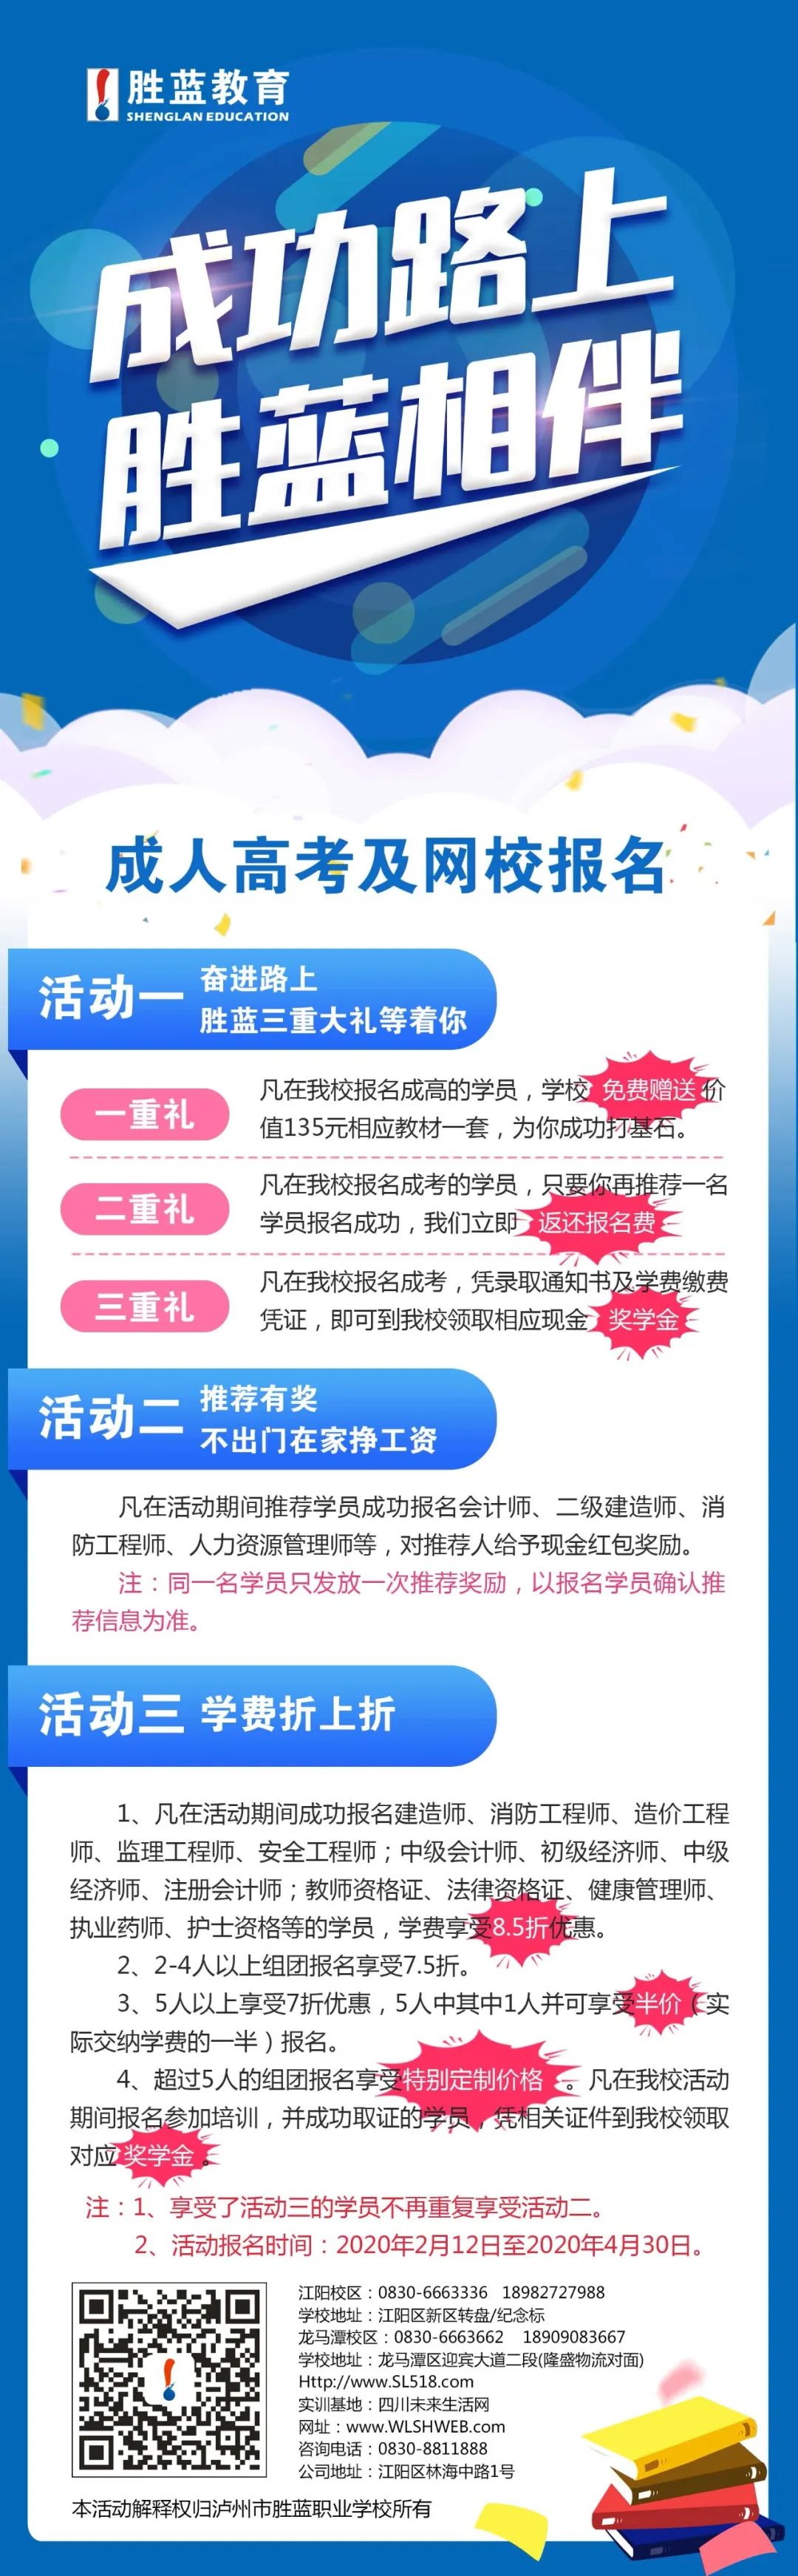 胜蓝教育
SHENGLAN EDUCATION
成功路上
胜蓝相伴
成人高考及网校报名
活动一
奋进路上
胜蓝三重大礼等着你
一重礼
凡在我校报名成高的学员，学校免费赠送价
值135元相应教材一套，为你成功打基石。
二重礼
凡在我校报名成考的学员，只要你再推荐一名
学员报名成功，我们立即返还报名费
三重礼
凡在我校报名成考，凭录取通知书及学费缴费
凭证，即可到我校领取相应现金奖学金
活动二
推荐有奖
不出门在家挣工资
凡在活动期间推荐学员成功报名会计师、二级建造师、消
防工程师、人力资源管理师等，对推荐人给予现金红包奖励。
注：同一名学员只发放一次推荐奖励，以报名学员确认推
荐信息为准。
活动三 学费折上折
1、凡在活动期间成功报名建造师、消防工程师、造价工程
师、监理工程师、安全工程师；中级会计师、初级经济师、中级
经济师、注册会计师；教师资格证、法律资格证、健康管理师、
执业药师、护士资格等的学员，学费享受8.5折优惠。
2、2-4人以上组团报名享受7.5折。
3、5人以上享受7折优惠，5人中其中1人并可享受半价（实
际交纳学费的一半）报名。
4、超过5人的组团报名享受特别定制价格。凡在我校活动
期间报名参加培训，并成功取证的学员，凭相关证件到我校领取
对应奖学金。
注：1、享受了活动三的学员不再重复享受活动二。
2、活动报名时间：2020年2月12日至2020年4月30日。
江阳校区：0830-6663336 18982727988
学校地址：江阳区新区转盘/纪念标
龙马潭校区：0830-6663662 18909083667
学校地址：龙马潭区迎宾大道二段(隆盛物流对面)
Http://www.SL518.com
实训基地：四川未来生活网
网址：www.WLSHWEB.com
咨询电话：0830-8811888
公司地址：江阳区林海中路1号
本活动解释权归泸州市胜蓝职业学校所有